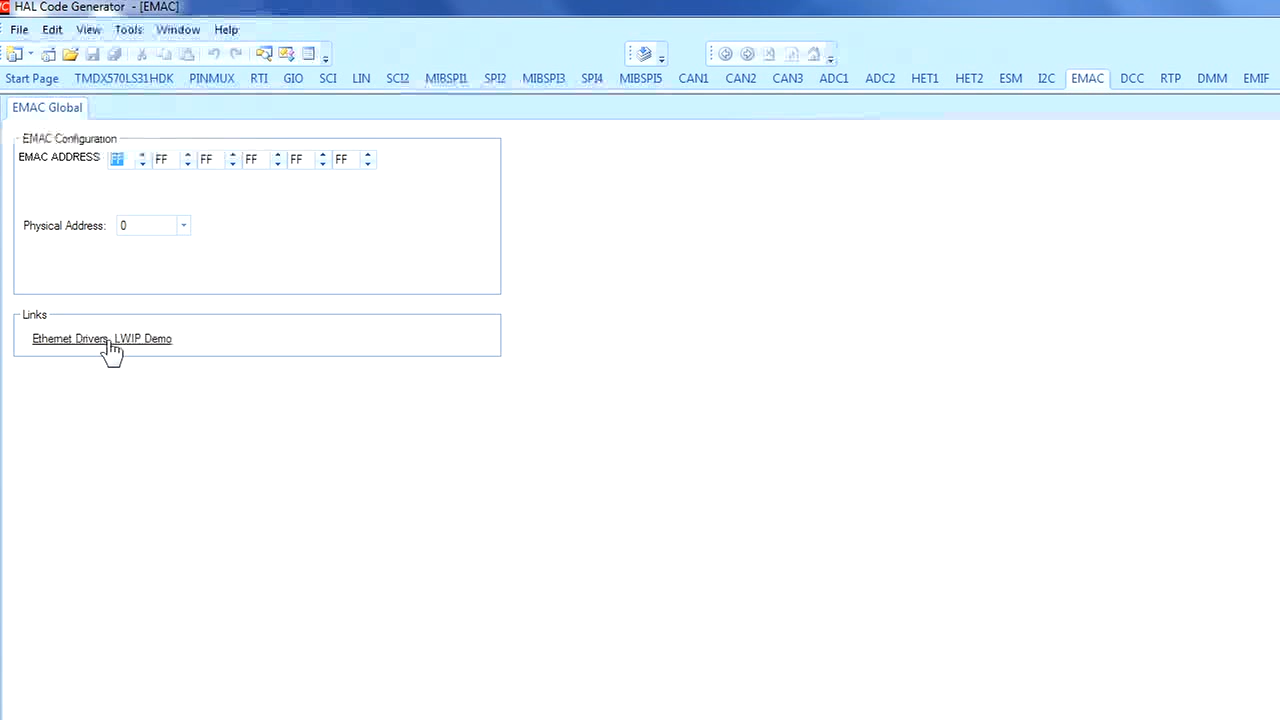 HAL Code Generator - [EMAC]
File Edit View Tools Window Help
Start Page TMDX570LS31HDK PINMUX RTI GIO SCI LIN SCI2 MIBSPI1 SPI2 MIBSPI3 SPI4 MIBSPI5 CAN1 CAN2 CAN3 ADC1 ADC2 HET1 HET2 ESM I2C EMAC DCC RTP DMM EMIF
EMAC Global
EMAC Configuration
EMAC ADDRESS FF FF FF FF FF FF
Physical Address: 0
Links
Ethernet Drivers, LWIP Demo